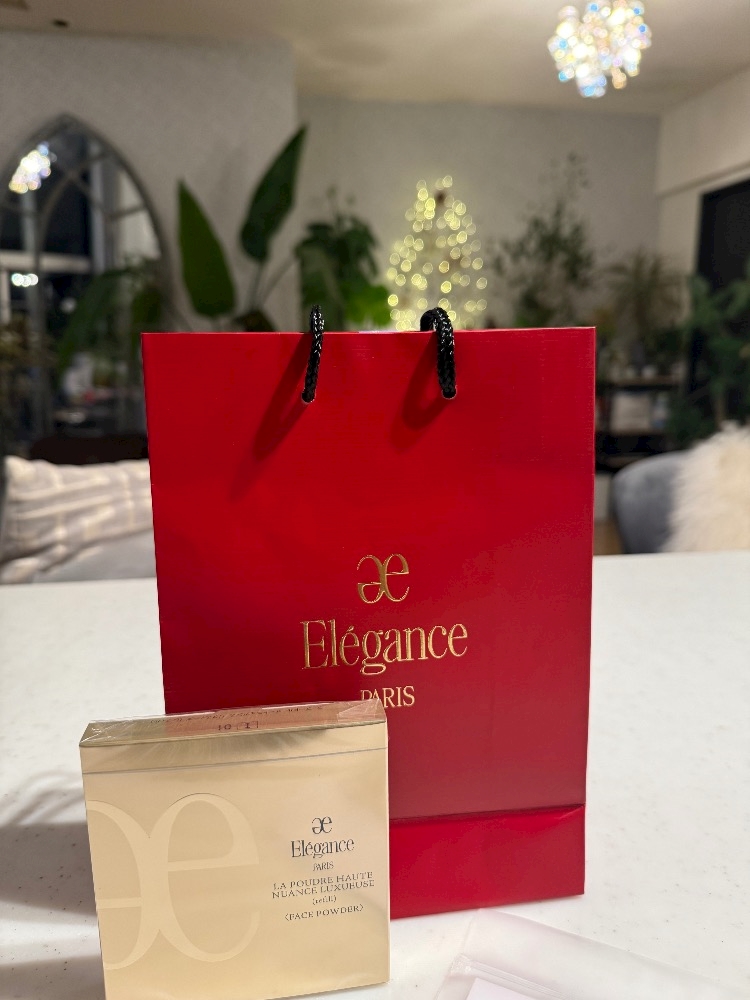 æ
Elégance
PARIS
æ
æ
Elégance
PARIS
LA POUDRE HAUTE
NUANCE LUXUEUSE
(refill)
(FACE POWDER)